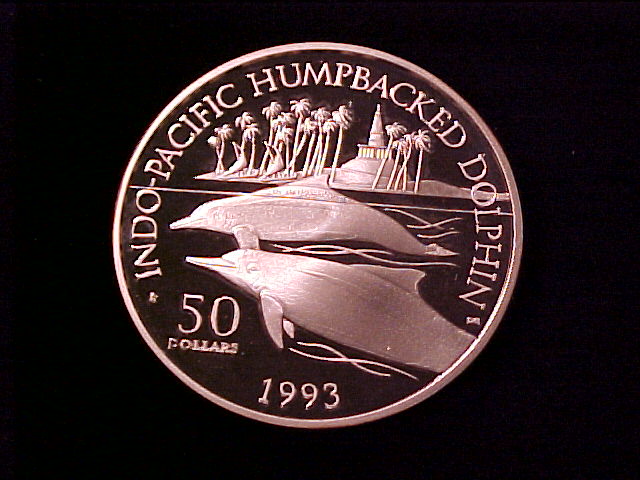 INDO-PACIFIC HUMPBACKED DOLPHIN
50
DOLLARS
1993